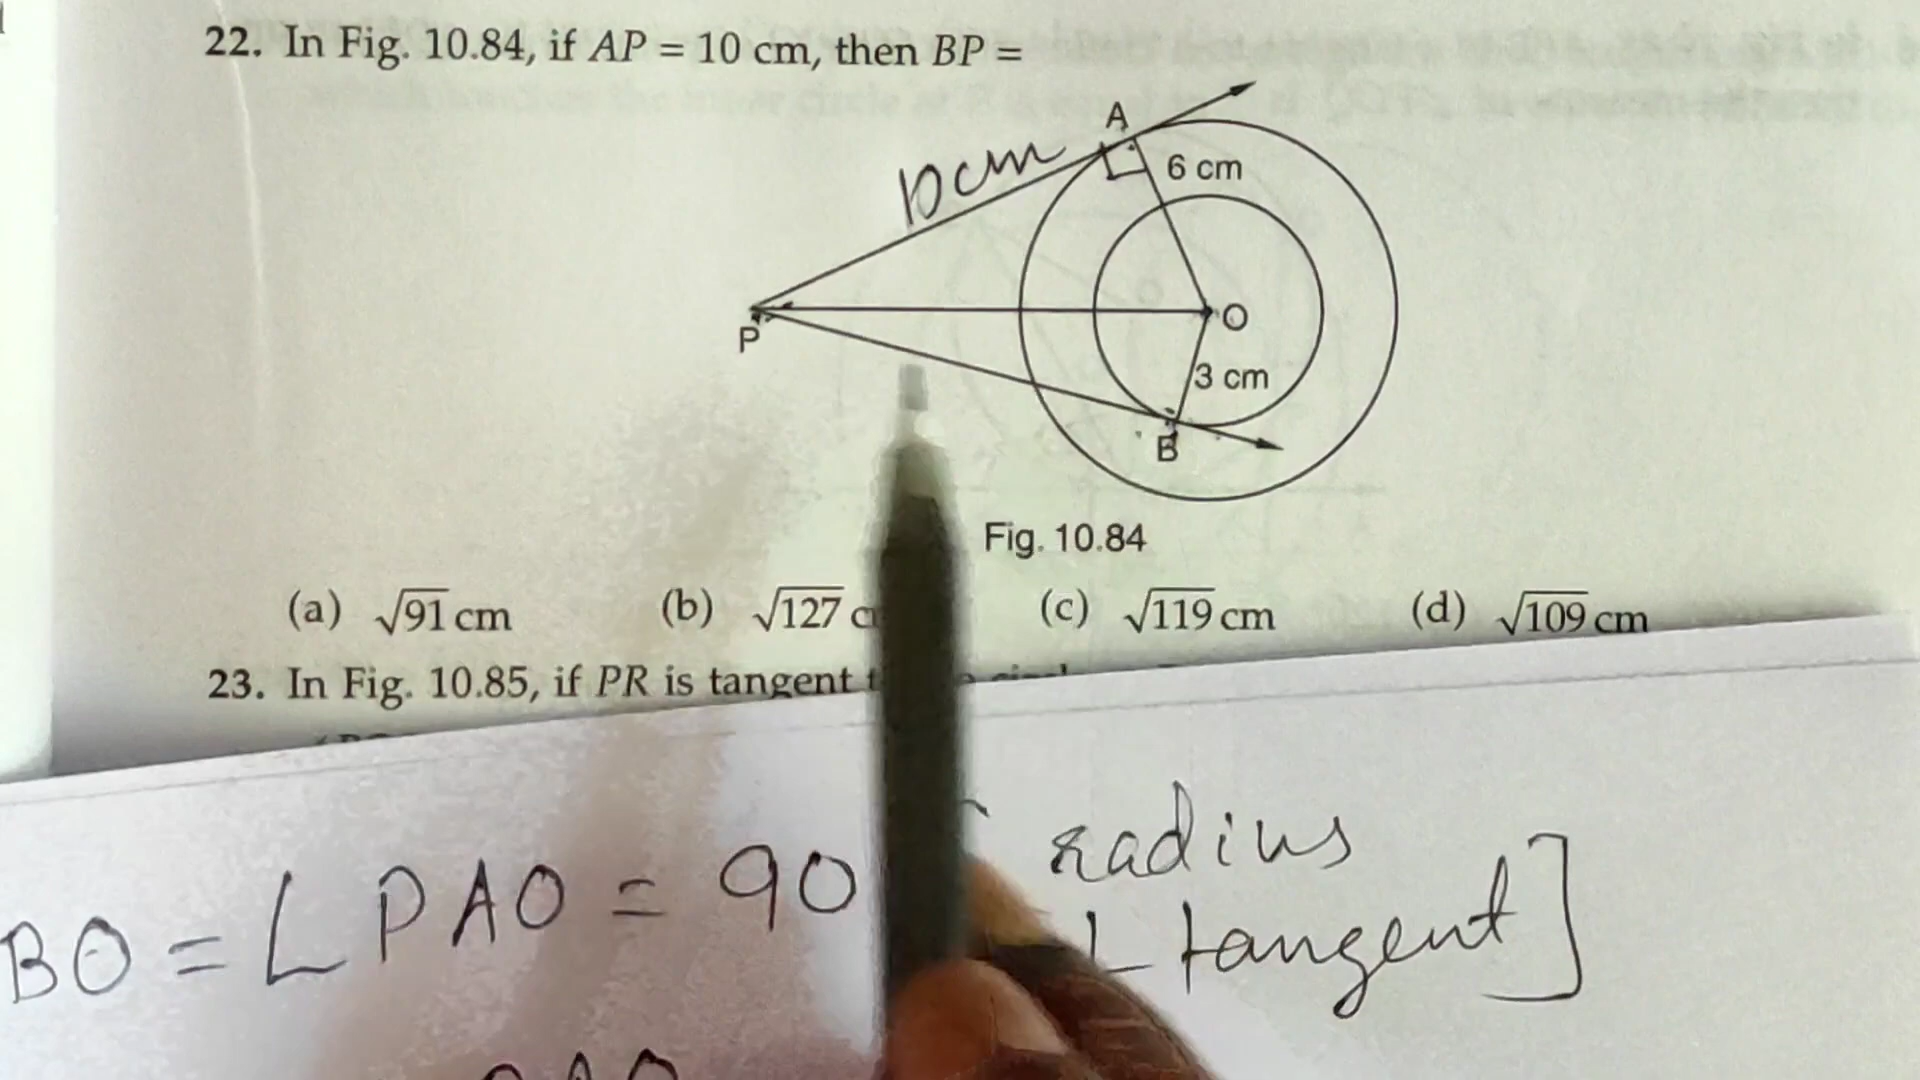 22. In Fig. 10.84, if AP = 10 cm, then BP =
A
10cm
6 cm
P
O
3 cm
B
Fig. 10.84
(a) √91 cm (b) √127 (c) √119 cm (d) √109 cm
23. In Fig. 10.85, if PR is tangent
radius
BO = ∠PAO = 90
⊥ tangent]